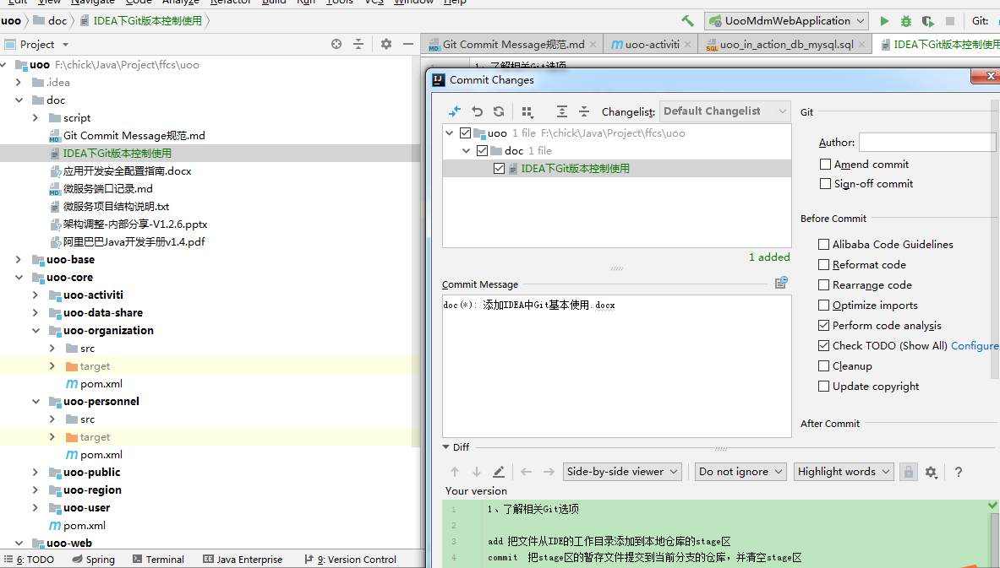 Edit View Navigate Code Analyze Refactor Build Run Tools VCS Window Help
uoo doc IDEA下Git版本控制使用 UooMdmWebApplication Git:
Project
Git Commit Message规范.md uoo-activiti uoo_in_action_db_mysql.sql IDEA下Git版本控制使用
uoo F:\chick\Java\Project\ffcs\uoo
.idea
doc
script
Git Commit Message规范.md
IDEA下Git版本控制使用
应用开发安全配置指南.docx
微服务端口记录.md
微服务项目结构说明.txt
架构调整-内部分享-V1.2.6.pptx
阿里巴巴Java开发手册v1.4.pdf
uoo-base
uoo-core
uoo-activiti
uoo-data-share
uoo-organization
src
target
pom.xml
uoo-personnel
src
target
pom.xml
uoo-public
uoo-region
uoo-user
pom.xml
uoo-web
6: TODO Spring Terminal Java Enterprise 9: Version Control
1、了解相关Git选项
Commit Changes
Changelist: Default Changelist
uoo 1 file F:\chick\Java\Project\ffcs\uoo
doc 1 file
IDEA下Git版本控制使用
1 added
Commit Message
doc(*): 添加IDEA中Git基本使用.docx
Git
Author:
Amend commit
Sign-off commit
Before Commit
Alibaba Code Guidelines
Reformat code
Rearrange code
Optimize imports
Perform code analysis
Check TODO (Show All) Configure
Cleanup
Update copyright
After Commit
Diff
Side-by-side viewer Do not ignore Highlight words ?
Your version
1 1、了解相关Git选项
2
3 add 把文件从IDE的工作目录添加到本地仓库的stage区
4 commit 把stage区的暂存文件提交到当前分支的仓库，并清空stage区